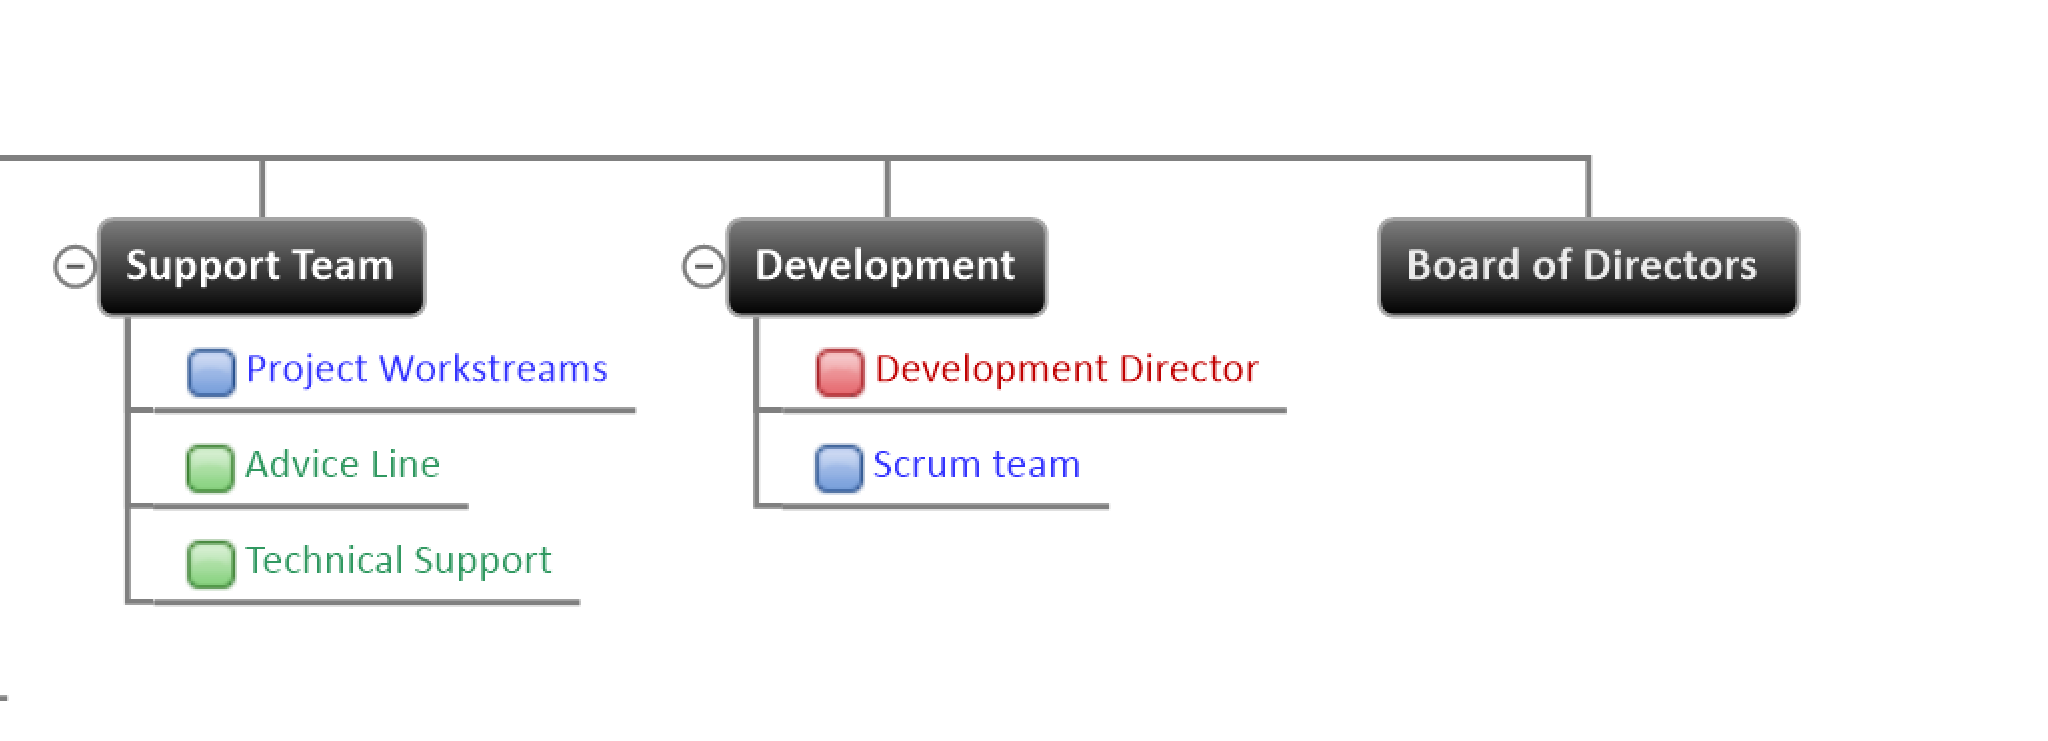 Support Team
Project Workstreams
Advice Line
Technical Support
Development
Development Director
Scrum team
Board of Directors